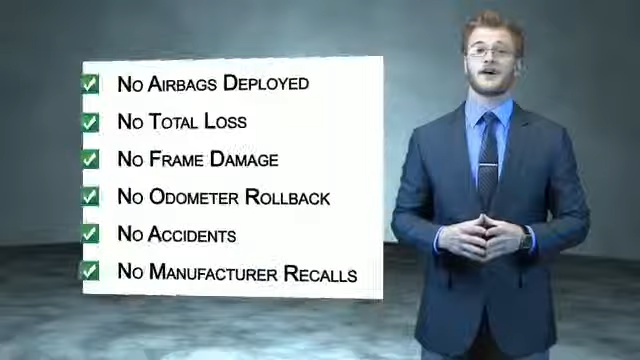 No Airbags Deployed
No Total Loss
No Frame Damage
No Odometer Rollback
No Accidents
No Manufacturer Recalls